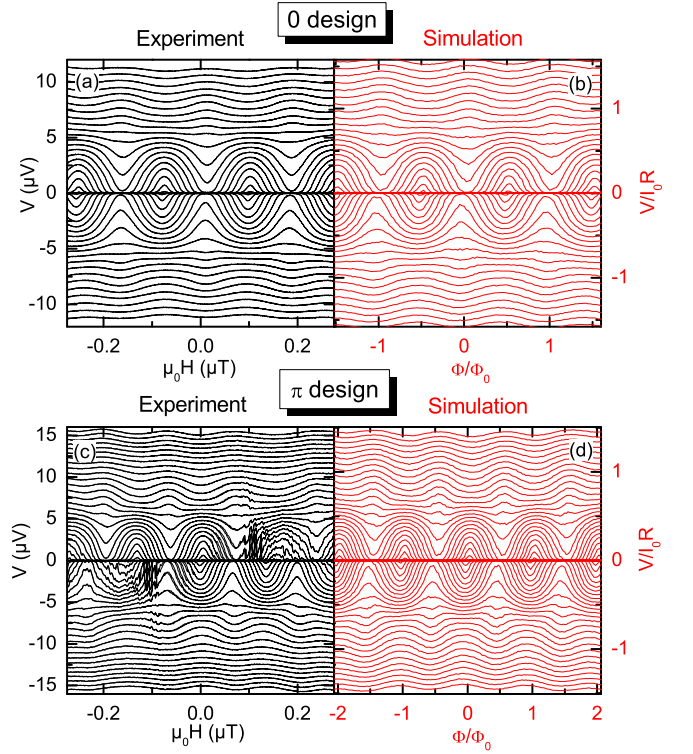 0 design
Experiment Simulation
(a) (b)
10
5
0
-5
-10
V (µV)
1
0
-1
V/I₀R
-0.2 0.0 0.2 -1 0 1
µ₀H (µT) Φ/Φ₀
π design
Experiment Simulation
(c) (d)
15
10
5
0
-5
-10
-15
V (µV)
1
0
-1
V/I₀R
-0.2 0.0 0.2 -2 -1 0 1 2
µ₀H (µT) Φ/Φ₀